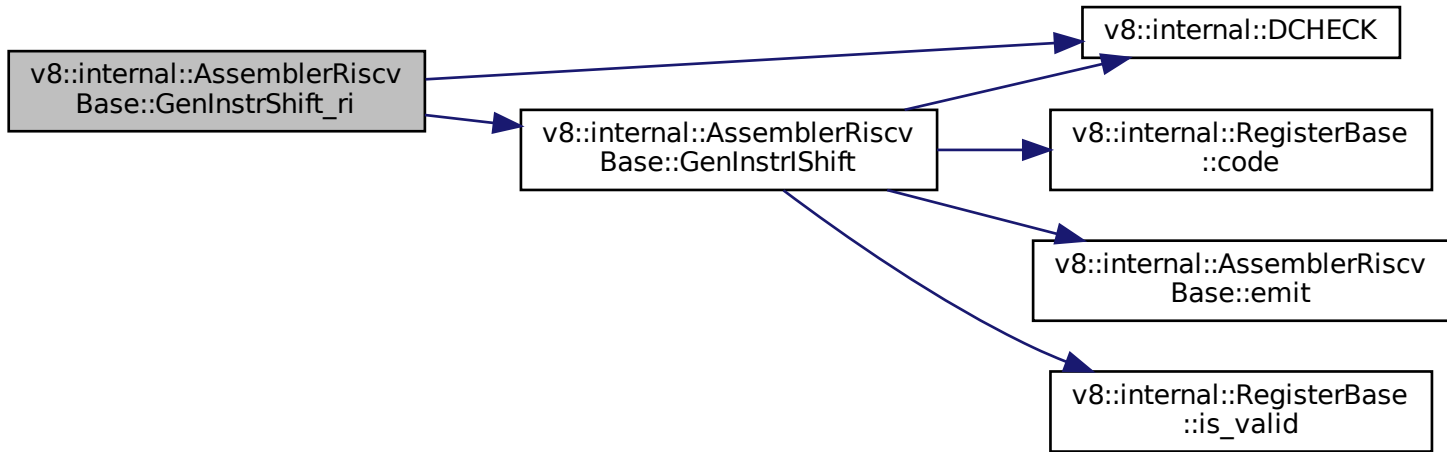 v8::internal::AssemblerRiscv
Base::GenInstrShift_ri
v8::internal::AssemblerRiscv
Base::GenInstrIShift
v8::internal::DCHECK
v8::internal::RegisterBase
::code
v8::internal::AssemblerRiscv
Base::emit
v8::internal::RegisterBase
::is_valid